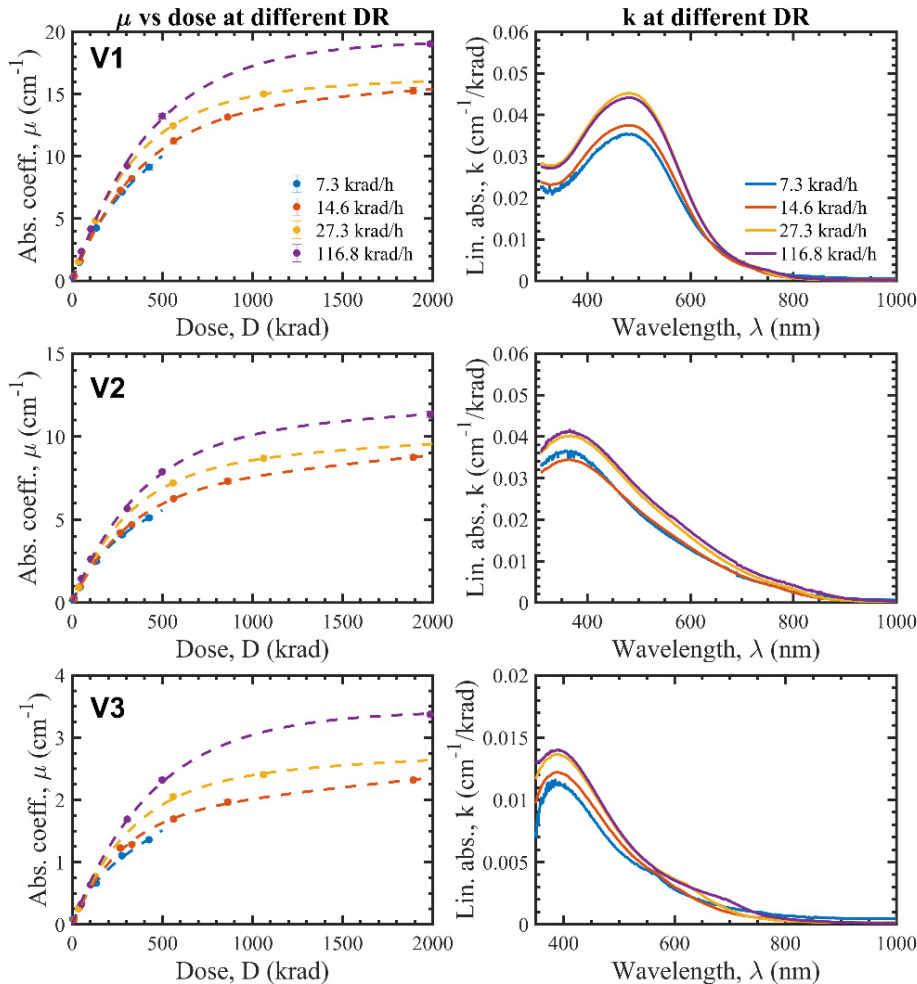 μ vs dose at different DR
k at different DR
V1
Abs. coeff., μ (cm⁻¹)
20
15
10
5
0
7.3 krad/h
14.6 krad/h
27.3 krad/h
116.8 krad/h
0 500 1000 1500 2000
Dose, D (krad)
Lin. abs., k (cm⁻¹/krad)
0.06
0.05
0.04
0.03
0.02
0.01
0
7.3 krad/h
14.6 krad/h
27.3 krad/h
116.8 krad/h
400 600 800 1000
Wavelength, λ (nm)
V2
Abs. coeff., μ (cm⁻¹)
15
10
5
0
0 500 1000 1500 2000
Dose, D (krad)
Lin. abs., k (cm⁻¹/krad)
0.06
0.05
0.04
0.03
0.02
0.01
0
400 600 800 1000
Wavelength, λ (nm)
V3
Abs. coeff., μ (cm⁻¹)
4
3
2
1
0
0 500 1000 1500 2000
Dose, D (krad)
Lin. abs., k (cm⁻¹/krad)
0.02
0.015
0.01
0.005
0
400 600 800 1000
Wavelength, λ (nm)